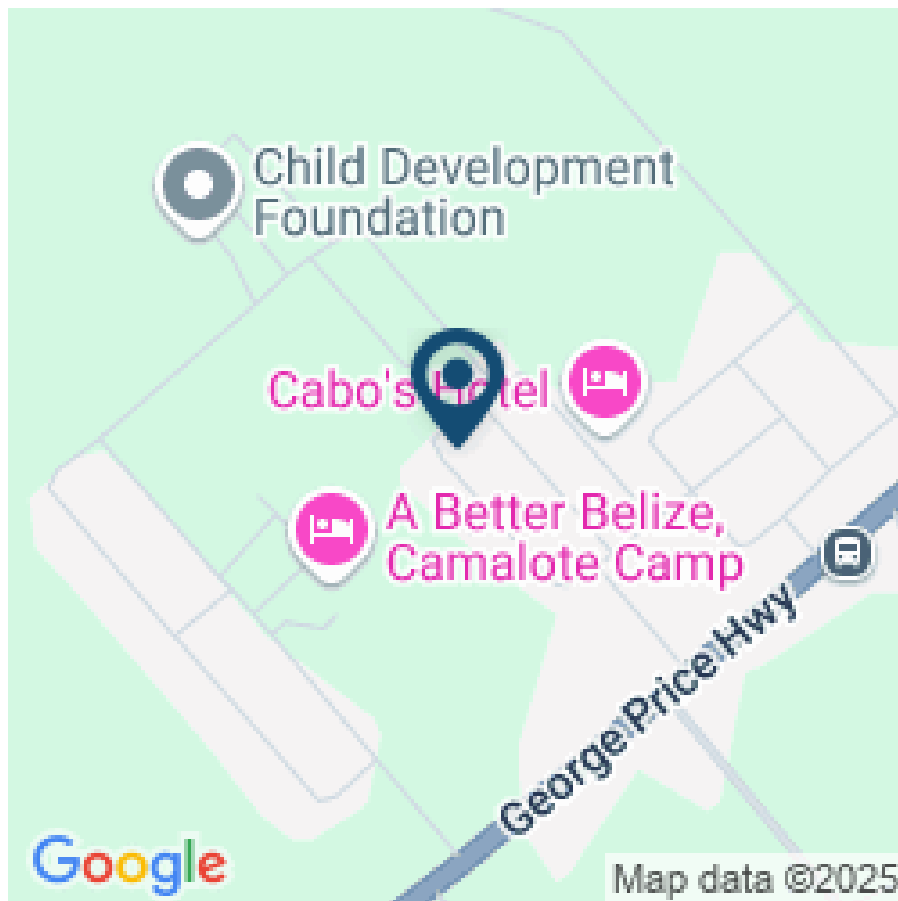 Child Development
Foundation
Cabo's Hotel
A Better Belize,
Camalote Camp
George Price Hwy
Google
Map data ©2025